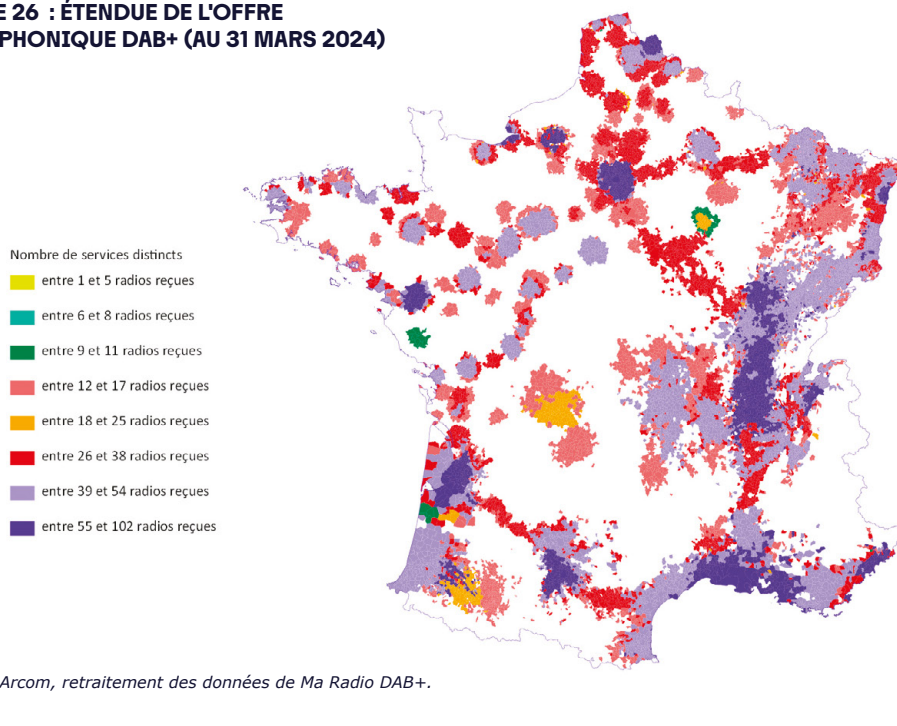 E 26 : ÉTENDUE DE L'OFFRE
PHONIQUE DAB+ (AU 31 MARS 2024)
Nombre de services distincts
entre 1 et 5 radios reçues
entre 6 et 8 radios reçues
entre 9 et 11 radios reçues
entre 12 et 17 radios reçues
entre 18 et 25 radios reçues
entre 26 et 38 radios reçues
entre 39 et 54 radios reçues
entre 55 et 102 radios reçues
Arcom, retraitement des données de Ma Radio DAB+.